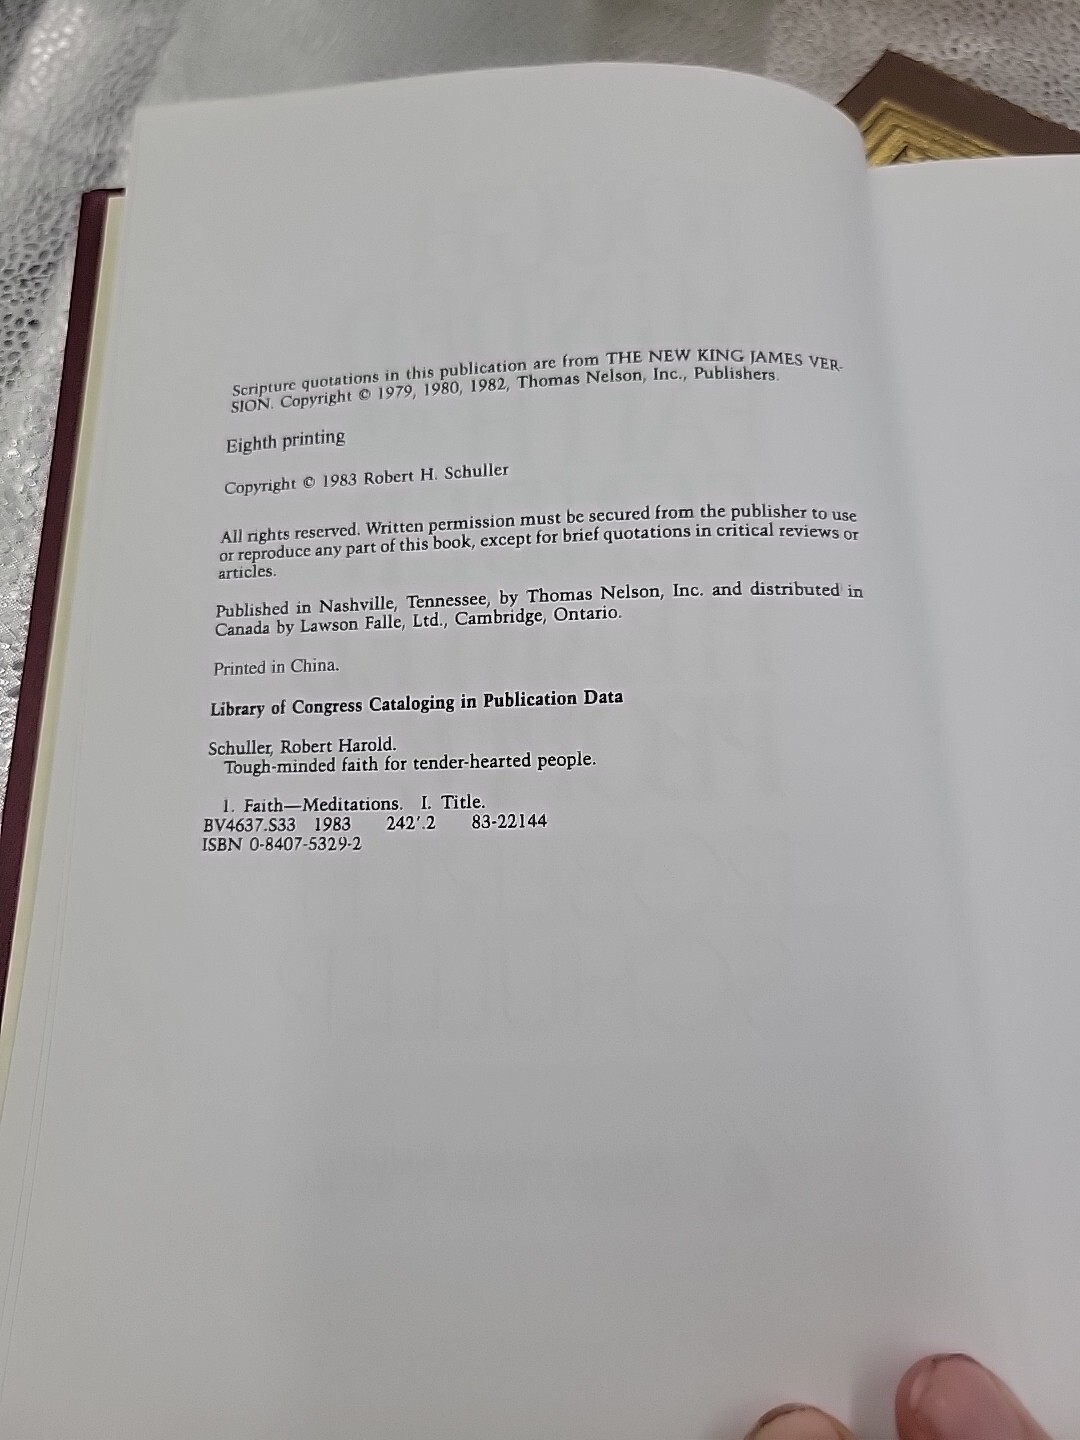 Scripture quotations in this publication are from THE NEW KING JAMES VER-
SION. Copyright © 1979, 1980, 1982, Thomas Nelson, Inc., Publishers.
Eighth printing
Copyright © 1983 Robert H. Schuller
All rights reserved. Written permission must be secured from the publisher to use
or reproduce any part of this book, except for brief quotations in critical reviews or
articles.
Published in Nashville, Tennessee, by Thomas Nelson, Inc. and distributed in
Canada by Lawson Falle, Ltd., Cambridge, Ontario.
Printed in China.
Library of Congress Cataloging in Publication Data
Schuller, Robert Harold.
Tough-minded faith for tender-hearted people.
1. Faith—Meditations. I. Title.
BV4637.S33 1983 242'.2 83-22144
ISBN 0-8407-5329-2